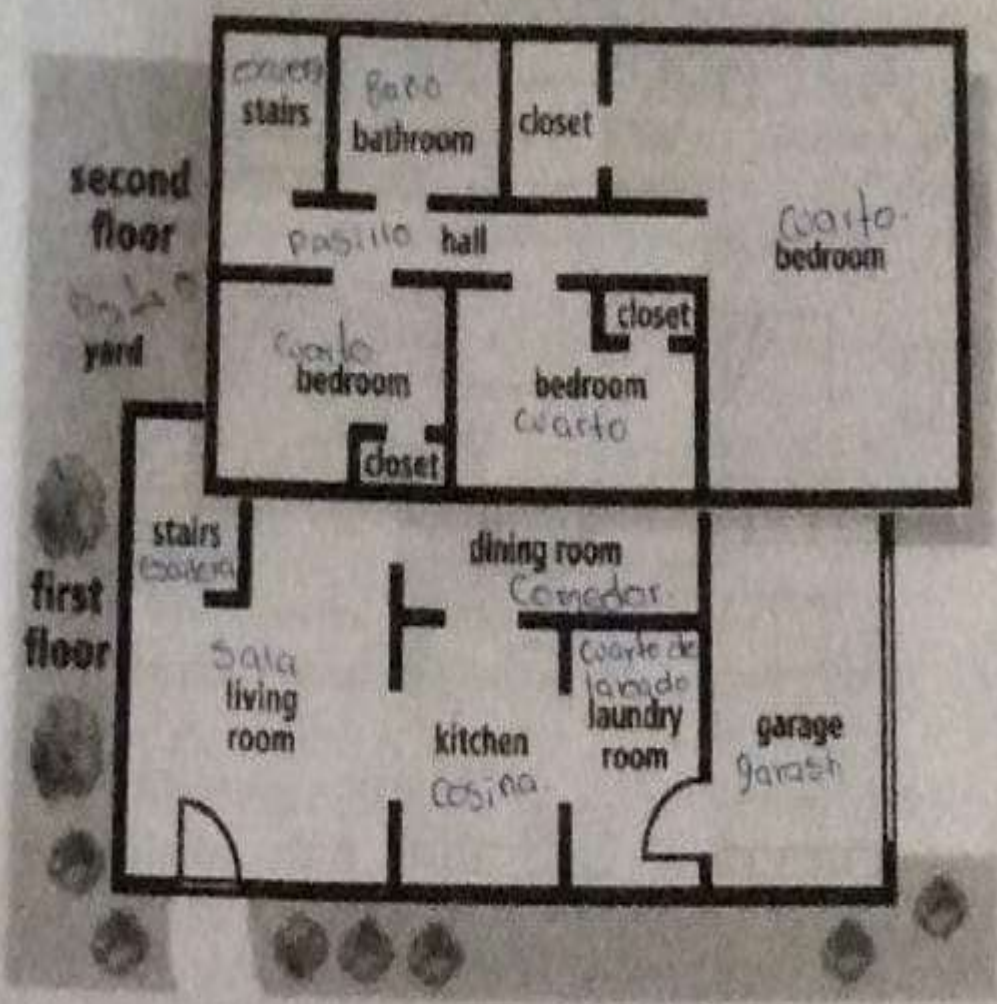 stairs
Baño
bathroom
closet
second
floor
pasillo hall
cuarto
bedroom
yard
closet
cuarto
bedroom
bedroom
cuarto
closet
stairs
escalera
dining room
Comedor
first
floor
sala
living
room
cuarto de
lavado
laundry
room
kitchen
cosina
garage
garash